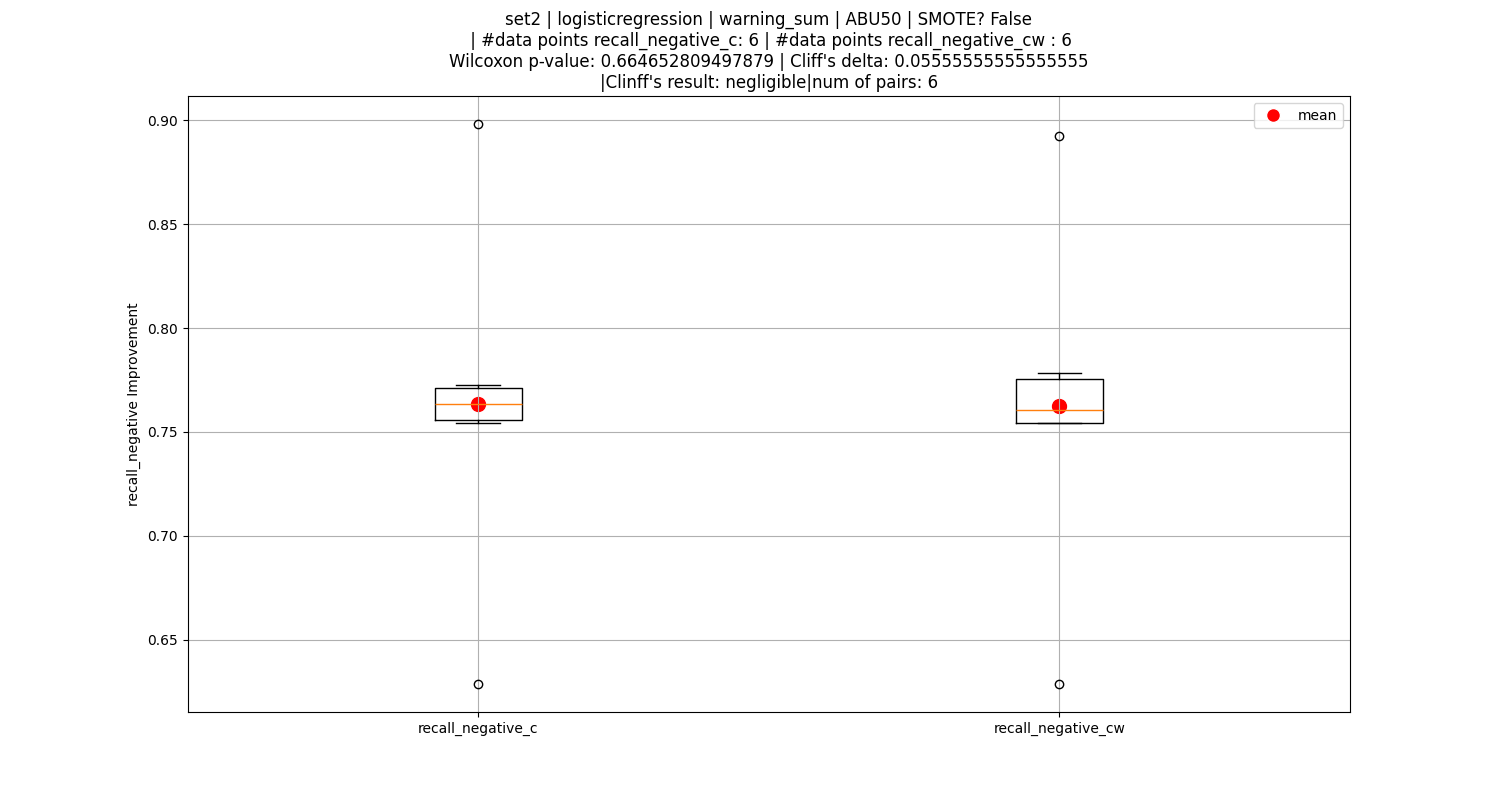 set2 | logisticregression | warning_sum | ABU50 | SMOTE? False
| #data points recall_negative_c: 6 | #data points recall_negative_cw : 6
Wilcoxon p-value: 0.664652809497879 | Cliff's delta: 0.05555555555555555
|Clinff's result: negligible|num of pairs: 6
mean
0.90
0.85
0.80
0.75
0.70
0.65
recall_negative Improvement
recall_negative_c
recall_negative_cw